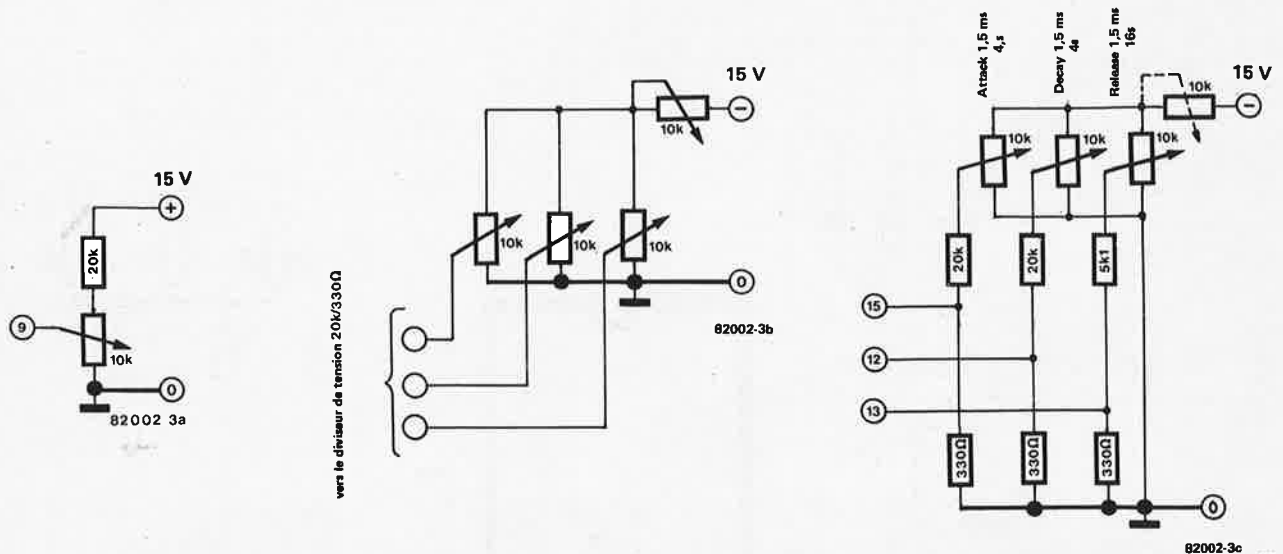 15 V
+
20k
9
10k
0
82002 3a
15 V
10k
−
10k
10k
10k
0
82002-3b
vers le diviseur de tension 20k/330Ω
Attack 1,5 ms
4,s
Decay 1,5 ms
4s
Release 1,5 ms
16s
15 V
10k
−
10k
10k
10k
20k
20k
5k1
15
12
13
330Ω
330Ω
330Ω
0
82002-3c